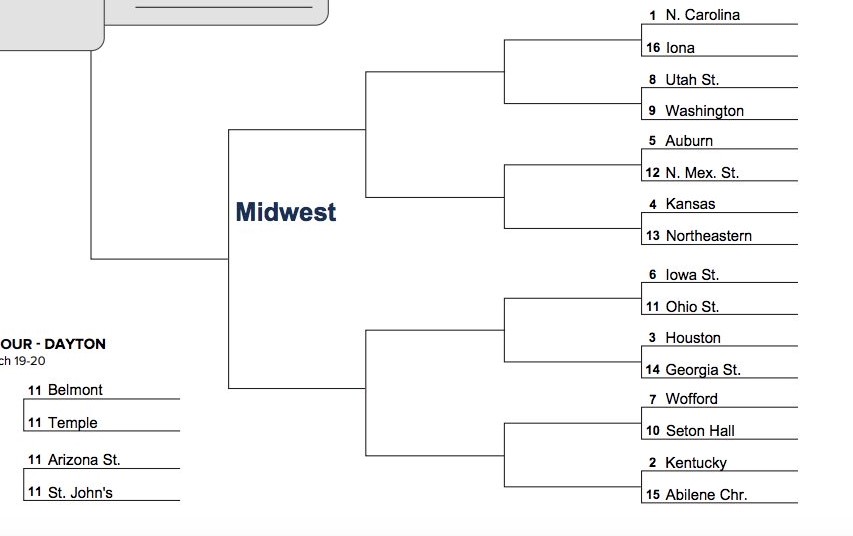 1 N. Carolina
16 Iona
8 Utah St.
9 Washington
5 Auburn
12 N. Mex. St.
Midwest
4 Kansas
13 Northeastern
6 Iowa St.
11 Ohio St.
3 Houston
14 Georgia St.
7 Wofford
10 Seton Hall
2 Kentucky
15 Abilene Chr.
OUR - DAYTON
ch 19-20
11 Belmont
11 Temple
11 Arizona St.
11 St. John's